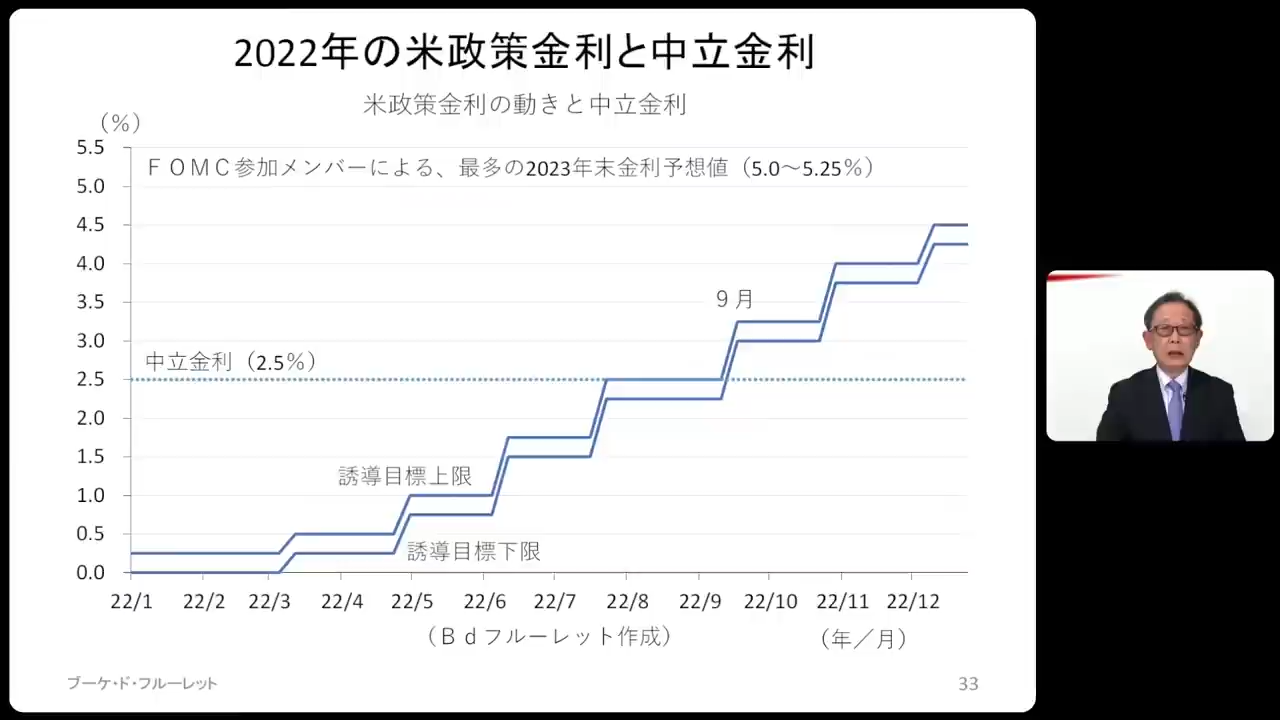 2022年の米政策金利と中立金利
米政策金利の動きと中立金利
（%）
5.5
ＦＯＭＣ参加メンバーによる、最多の2023年末金利予想値（5.0～5.25%）
5.0
4.5
4.0
3.5
９月
3.0
中立金利（2.5%）
2.5
2.0
1.5
誘導目標上限
1.0
0.5
誘導目標下限
0.0
22/1 22/2 22/3 22/4 22/5 22/6 22/7 22/8 22/9 22/10 22/11 22/12
（Ｂｄフルーレット作成） （年／月）
ブーケ・ド・フルーレット 33